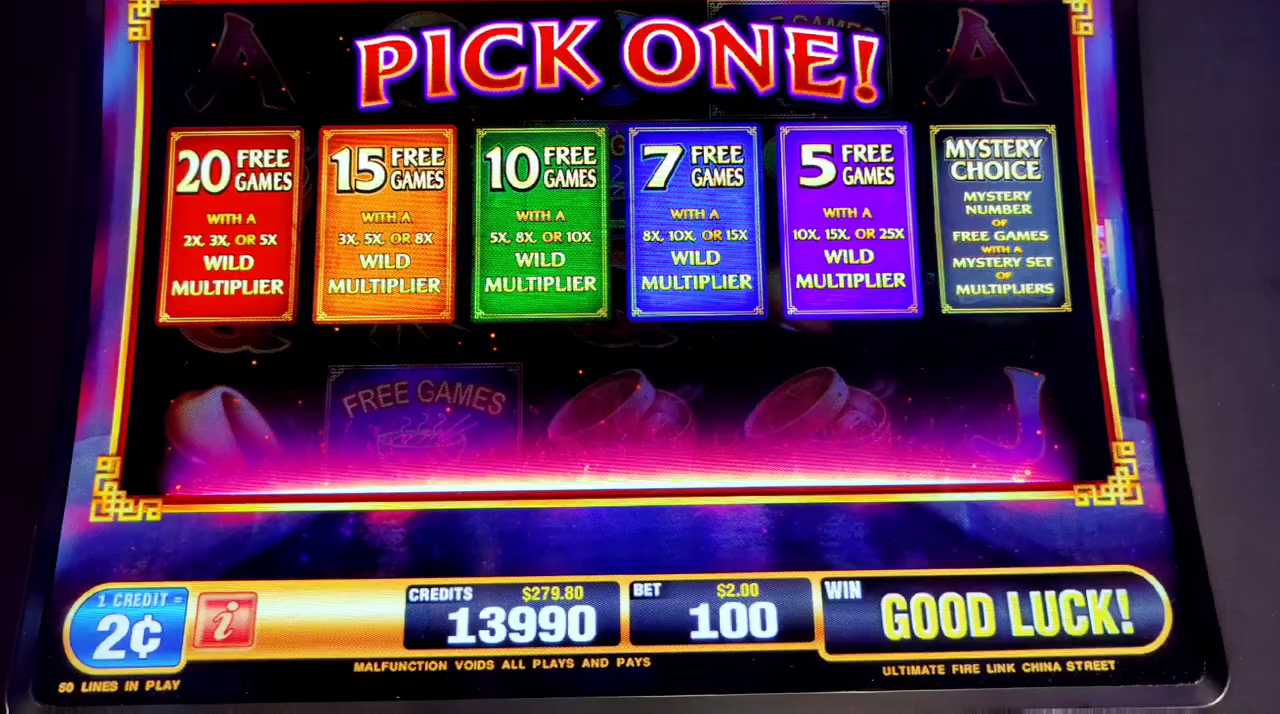 PICK ONE!
20 FREE GAMES
WITH A
2X, 3X, OR 5X
WILD
MULTIPLIER
15 FREE GAMES
WITH A
3X, 5X, OR 8X
WILD
MULTIPLIER
10 FREE GAMES
WITH A
5X, 8X, OR 10X
WILD
MULTIPLIER
7 FREE GAMES
WITH A
8X, 10X, OR 15X
WILD
MULTIPLIER
5 FREE GAMES
WITH A
10X, 15X, OR 25X
WILD
MULTIPLIER
MYSTERY
CHOICE
MYSTERY
NUMBER
OF
FREE GAMES
WITH A
MYSTERY SET
OF
MULTIPLIERS
A
A
FREE GAMES
J
1 CREDIT =
2¢
i
CREDITS $279.80
13990
BET $2.00
100
WIN
GOOD LUCK!
50 LINES IN PLAY
MALFUNCTION VOIDS ALL PLAYS AND PAYS
ULTIMATE FIRE LINK CHINA STREET